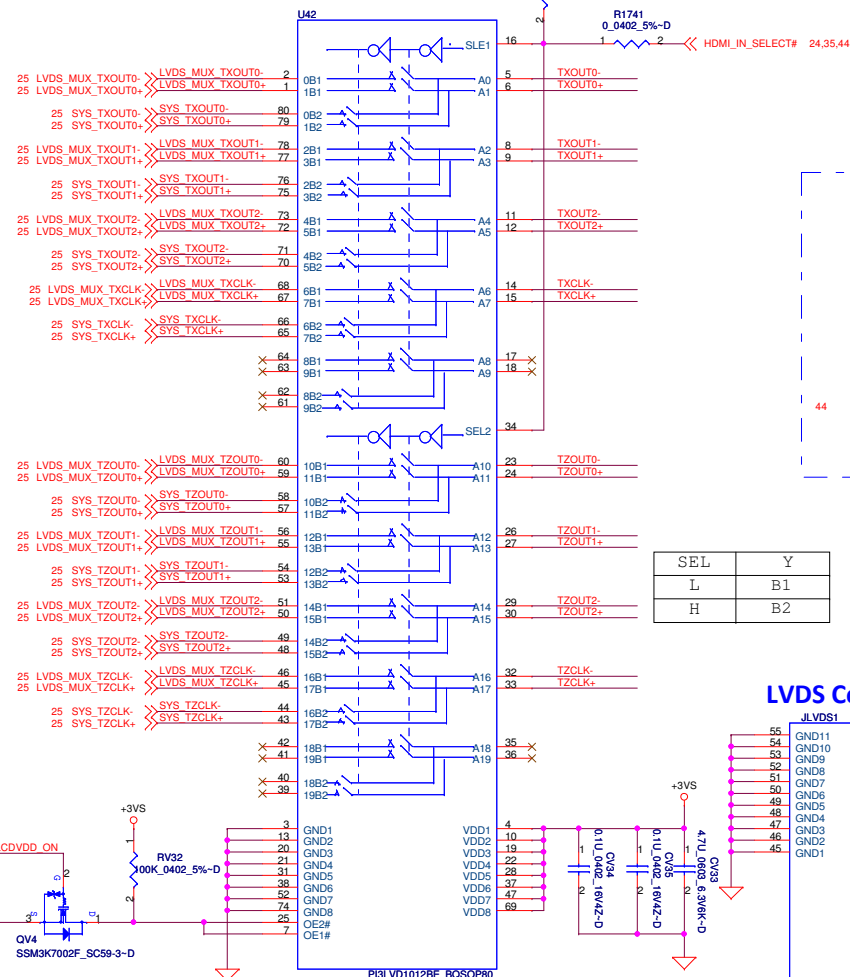 U42
R1741
0_0402_5%~D
2
16
SLE1
1
2
HDMI_IN_SELECT#
24,35,44
25 LVDS_MUX_TXOUT0- LVDS_MUX_TXOUT0- 2 0B1 A0 5 TXOUT0-
25 LVDS_MUX_TXOUT0+ LVDS_MUX_TXOUT0+ 1 1B1 A1 6 TXOUT0+
25 SYS_TXOUT0- SYS_TXOUT0- 80 0B2
25 SYS_TXOUT0+ SYS_TXOUT0+ 79 1B2
25 LVDS_MUX_TXOUT1- LVDS_MUX_TXOUT1- 78 2B1 A2 8 TXOUT1-
25 LVDS_MUX_TXOUT1+ LVDS_MUX_TXOUT1+ 77 3B1 A3 9 TXOUT1+
25 SYS_TXOUT1- SYS_TXOUT1- 76 2B2
25 SYS_TXOUT1+ SYS_TXOUT1+ 75 3B2
25 LVDS_MUX_TXOUT2- LVDS_MUX_TXOUT2- 73 4B1 A4 11 TXOUT2-
25 LVDS_MUX_TXOUT2+ LVDS_MUX_TXOUT2+ 72 5B1 A5 12 TXOUT2+
25 SYS_TXOUT2- SYS_TXOUT2- 71 4B2
25 SYS_TXOUT2+ SYS_TXOUT2+ 70 5B2
25 LVDS_MUX_TXCLK- LVDS_MUX_TXCLK- 68 6B1 A6 14 TXCLK-
25 LVDS_MUX_TXCLK+ LVDS_MUX_TXCLK+ 67 7B1 A7 15 TXCLK+
25 SYS_TXCLK- SYS_TXCLK- 66 6B2
25 SYS_TXCLK+ SYS_TXCLK+ 65 7B2
64 8B1 A8 17
63 9B1 A9 18
62 8B2
61 9B2
44
SEL2 34
25 LVDS_MUX_TZOUT0- LVDS_MUX_TZOUT0- 60 10B1 A10 23 TZOUT0-
25 LVDS_MUX_TZOUT0+ LVDS_MUX_TZOUT0+ 59 11B1 A11 24 TZOUT0+
25 SYS_TZOUT0- SYS_TZOUT0- 58 10B2
25 SYS_TZOUT0+ SYS_TZOUT0+ 57 11B2
25 LVDS_MUX_TZOUT1- LVDS_MUX_TZOUT1- 56 12B1 A12 26 TZOUT1-
25 LVDS_MUX_TZOUT1+ LVDS_MUX_TZOUT1+ 55 13B1 A13 27 TZOUT1+
25 SYS_TZOUT1- SYS_TZOUT1- 54 12B2
25 SYS_TZOUT1+ SYS_TZOUT1+ 53 13B2
25 LVDS_MUX_TZOUT2- LVDS_MUX_TZOUT2- 51 14B1 A14 29 TZOUT2-
25 LVDS_MUX_TZOUT2+ LVDS_MUX_TZOUT2+ 50 15B1 A15 30 TZOUT2+
25 SYS_TZOUT2- SYS_TZOUT2- 49 14B2
25 SYS_TZOUT2+ SYS_TZOUT2+ 48 15B2
25 LVDS_MUX_TZCLK- LVDS_MUX_TZCLK- 46 16B1 A16 32 TZCLK-
25 LVDS_MUX_TZCLK+ LVDS_MUX_TZCLK+ 45 17B1 A17 33 TZCLK+
25 SYS_TZCLK- SYS_TZCLK- 44 16B2
25 SYS_TZCLK+ SYS_TZCLK+ 43 17B2
42 18B1 A18 35
41 19B1 A19 36
40 18B2
39 19B2
SEL Y
L B1
H B2
3 GND1 VDD1 4
13 GND2 VDD2 10
20 GND3 VDD3 19
21 GND4 VDD4 22
31 GND5 VDD5 28
38 GND6 VDD6 37
52 GND7 VDD7 47
74 GND8 VDD8 69
25 OE2#
7 OE1#
PI3LVD1012BE_BQSOP80
+3VS
1
RV32
100K_0402_5%~D
2
CDVDD_ON
2
G
3 S D 1
QV4
SSM3K7002F_SC59-3~D
+3VS
1
2
CV34
0.1U_0402_16V4Z~D
1
2
CV35
0.1U_0402_16V4Z~D
1
2
CV33
4.7U_0603_6.3V6K~D
LVDS Co
JLVDS1
55 GND11
54 GND10
53 GND9
52 GND8
51 GND7
50 GND6
49 GND5
48 GND4
47 GND3
46 GND2
45 GND1